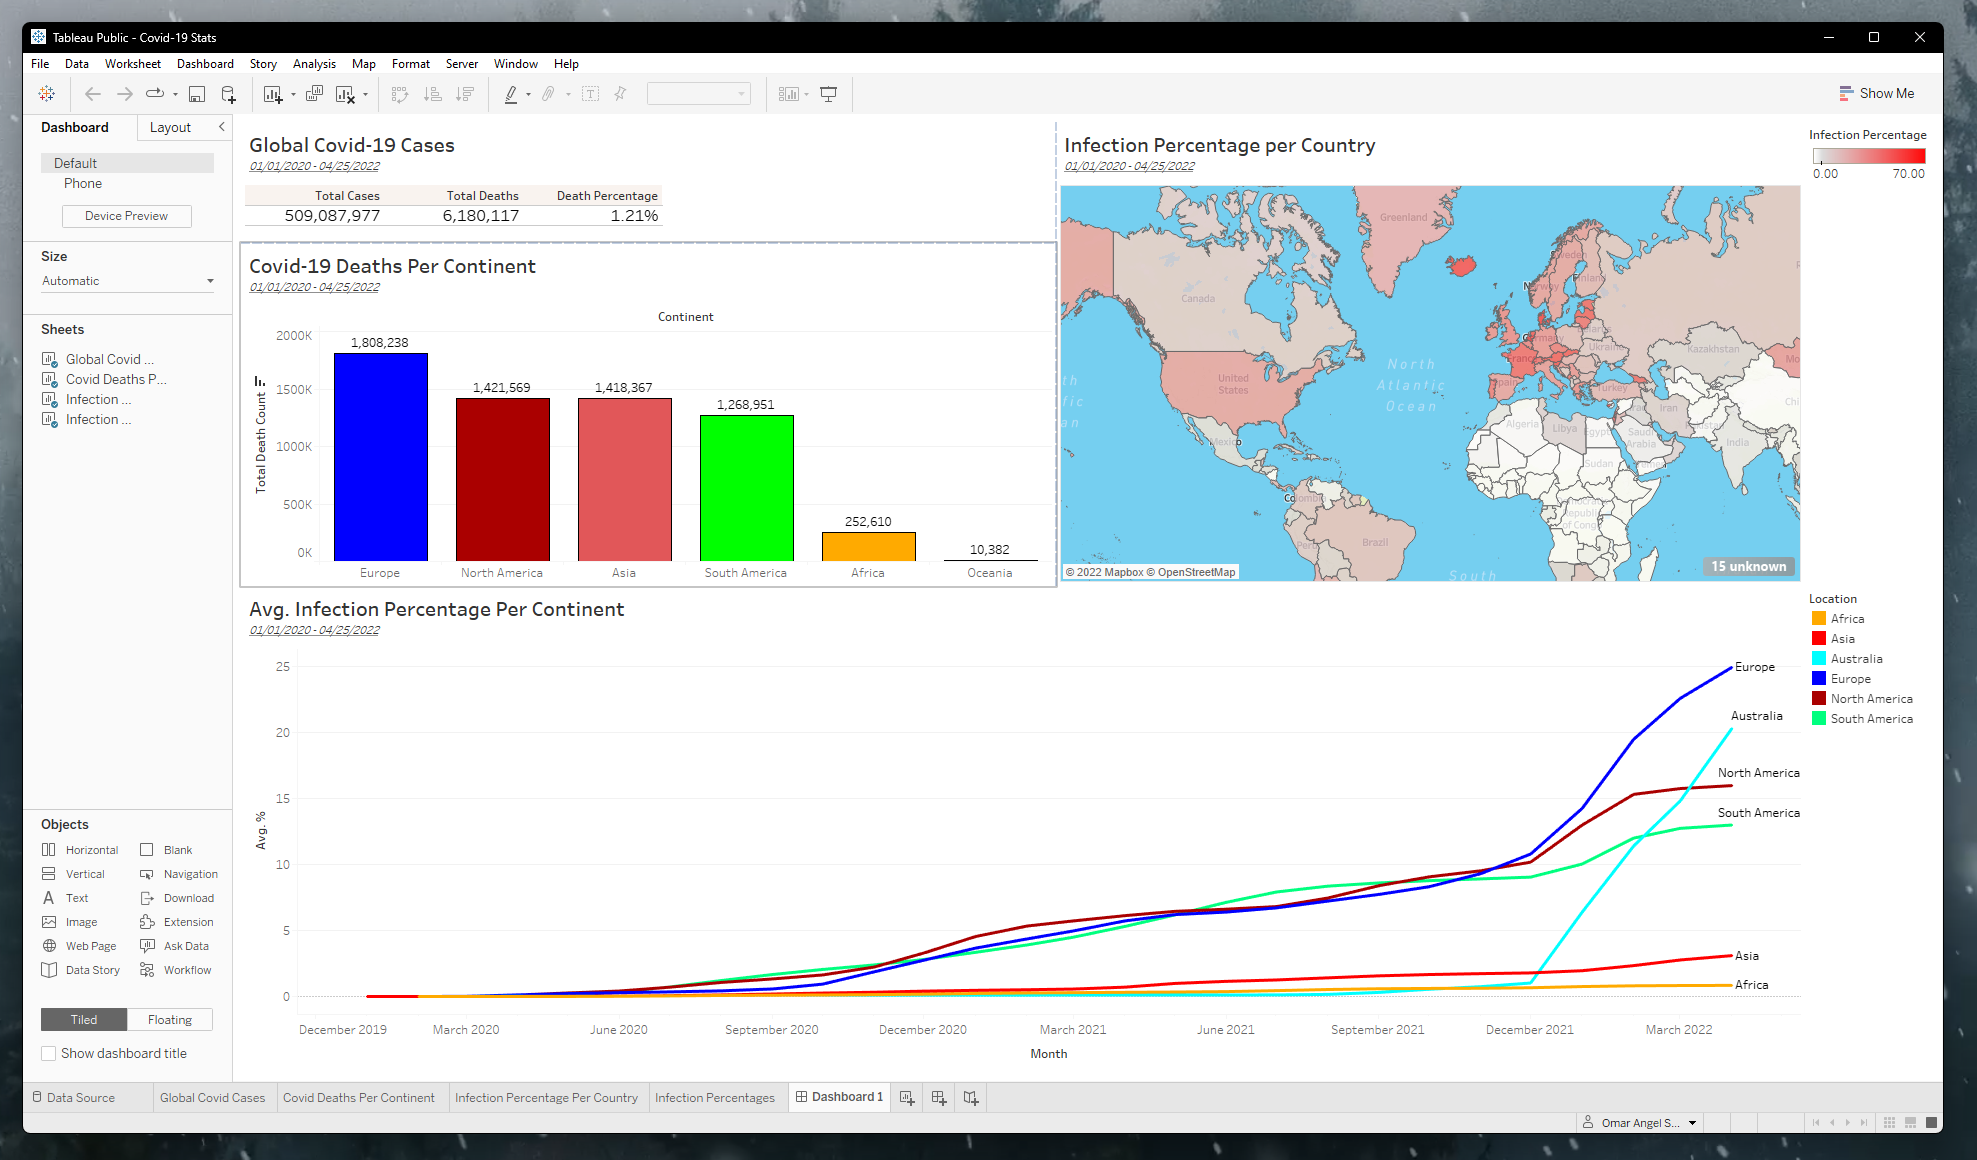 Tableau Public - Covid-19 Stats
File Data Worksheet Dashboard Story Analysis Map Format Server Window Help
Show Me
Dashboard Layout
Default
Phone
Device Preview
Size
Automatic
Sheets
Global Covid ...
Covid Deaths P...
Infection ...
Infection ...
Objects
Horizontal Blank
Vertical Navigation
Text Download
Image Extension
Web Page Ask Data
Data Story Workflow
Tiled Floating
Show dashboard title
Global Covid-19 Cases
01/01/2020 - 04/25/2022
Total Cases Total Deaths Death Percentage
509,087,977 6,180,117 1.21%
Covid-19 Deaths Per Continent
01/01/2020 - 04/25/2022
Continent
Total Death Count
2000K
1500K
1000K
500K
0K
1,808,238
1,421,569
1,418,367
1,268,951
252,610
10,382
Europe North America Asia South America Africa Oceania
Infection Percentage per Country
01/01/2020 - 04/25/2022
Greenland
Canada
United
States
Mexico
Colombia
Peru
Brazil
North
Atlantic
Ocean
South
Sweden
Finland
Norway
Germany
France
Spain
Ukraine
Turkey
Kazakhstan
Algeria
Libya
Egypt
Saudi
Arabia
Iraq
Iran
India
Sudan
Yemen
© 2022 Mapbox © OpenStreetMap
15 unknown
Infection Percentage
0.00 70.00
Avg. Infection Percentage Per Continent
01/01/2020 - 04/25/2022
Avg. %
25
20
15
10
5
0
Europe
Australia
North America
South America
Asia
Africa
December 2019 March 2020 June 2020 September 2020 December 2020 March 2021 June 2021 September 2021 December 2021 March 2022
Month
Location
Africa
Asia
Australia
Europe
North America
South America
Data Source Global Covid Cases Covid Deaths Per Continent Infection Percentage Per Country Infection Percentages Dashboard 1
Omar Angel S...